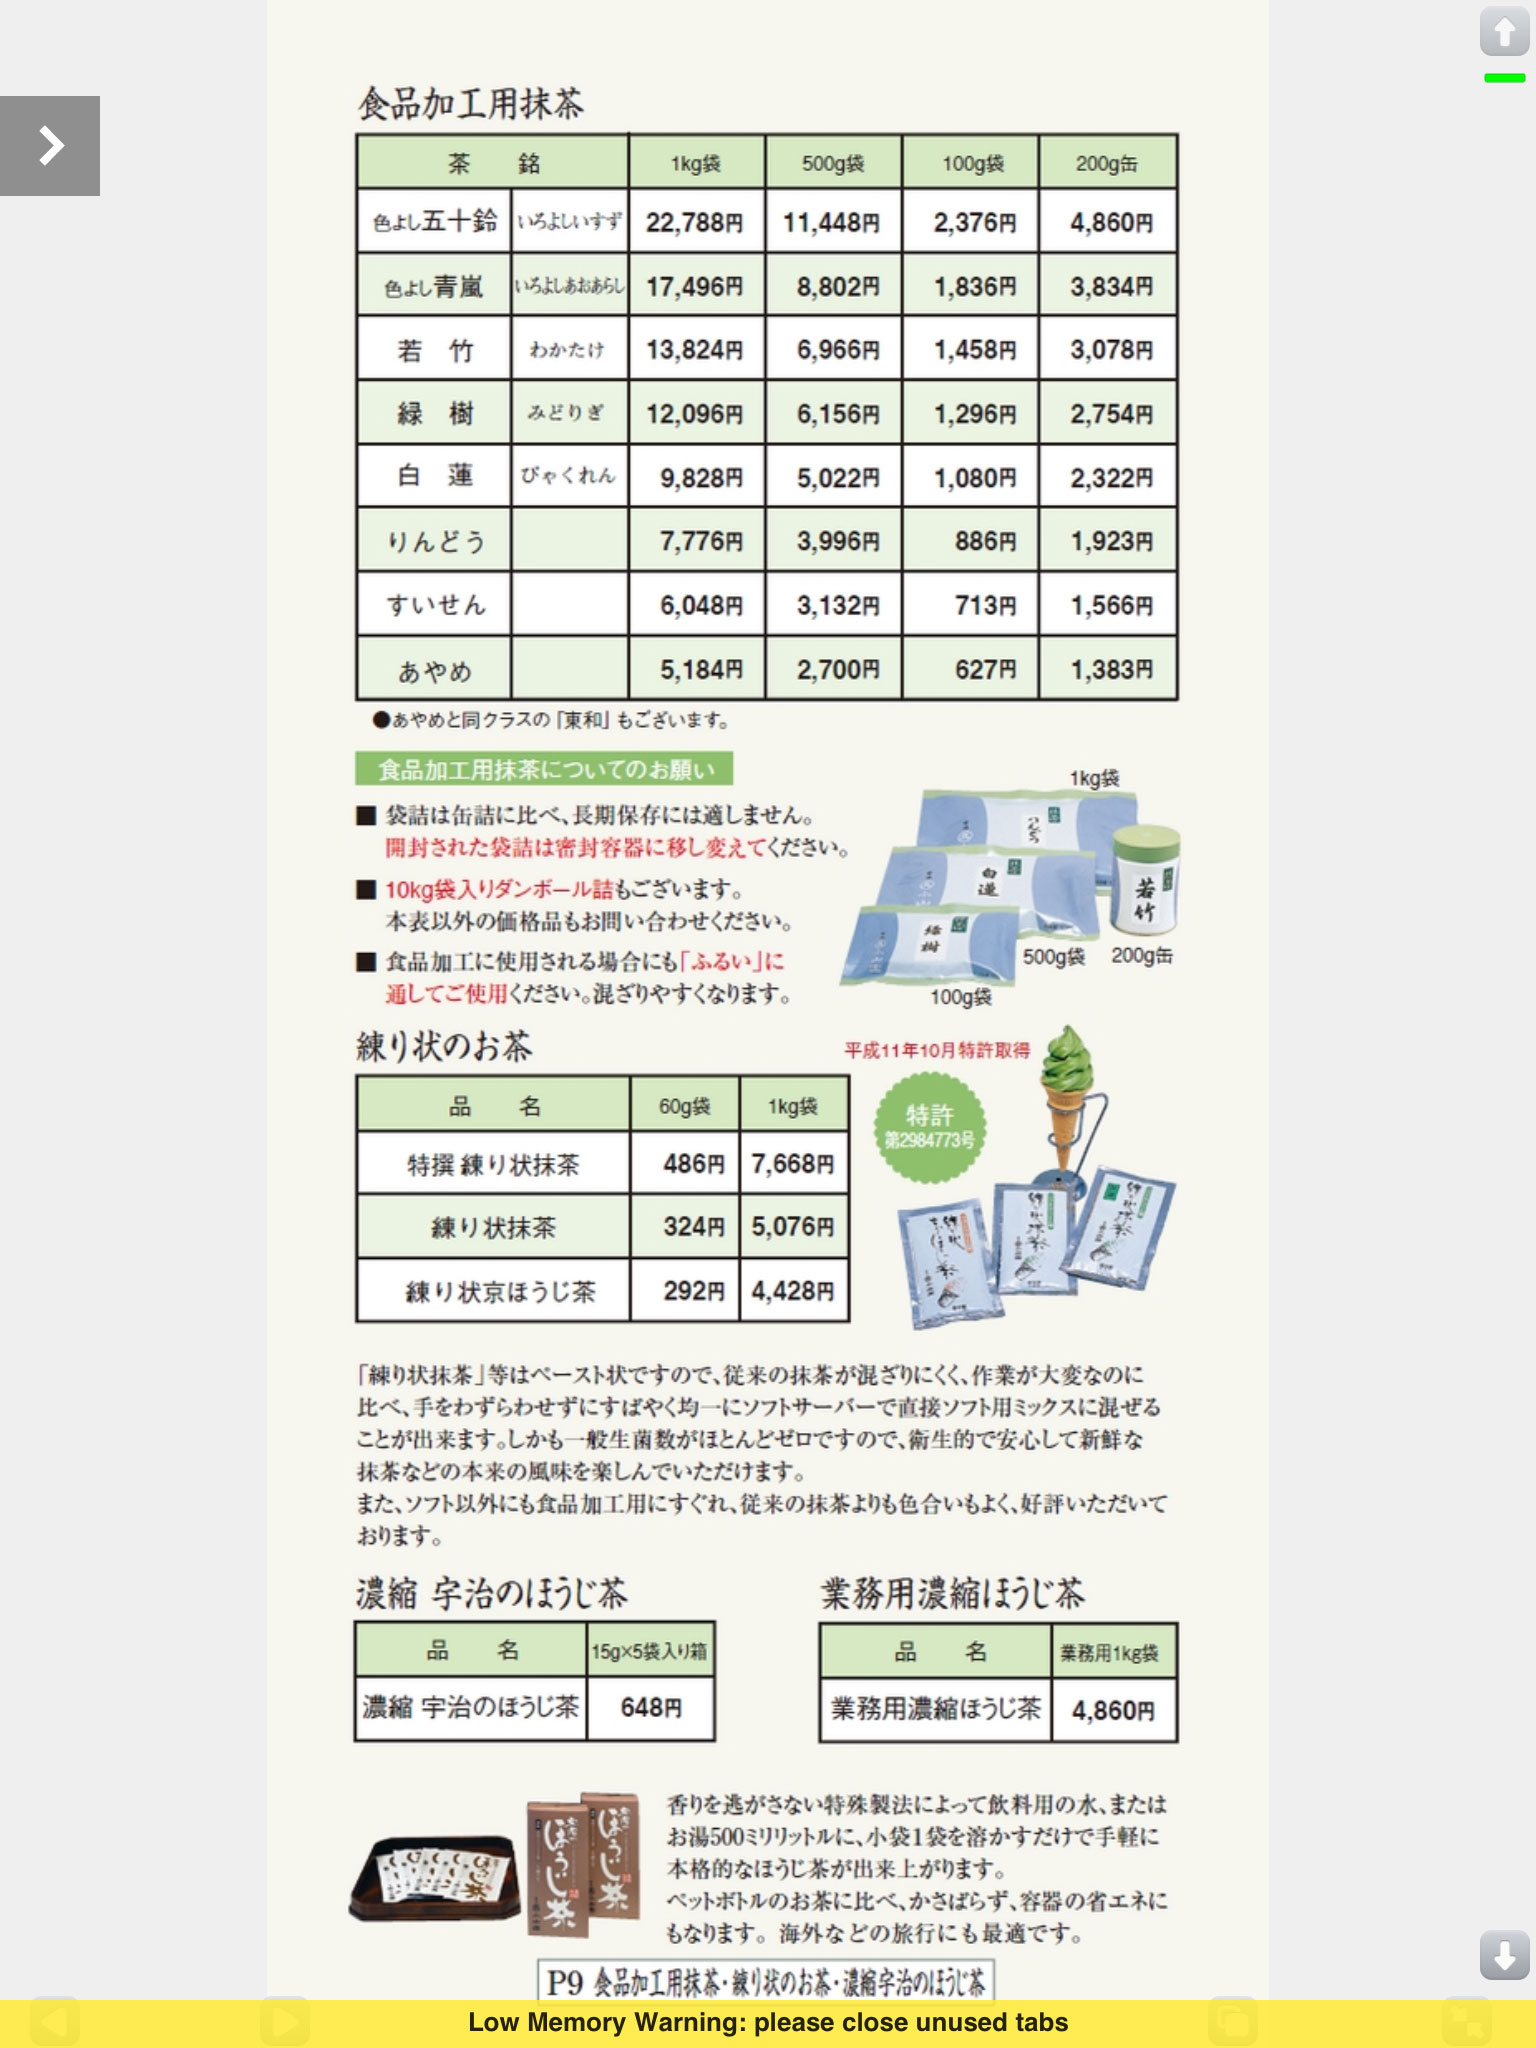 食品加工用抹茶
茶 銘 1kg袋 500g袋 100g袋 200g缶
色よし五十鈴 いろよしいすず 22,788円 11,448円 2,376円 4,860円
色よし青嵐 いろよしあおあらし 17,496円 8,802円 1,836円 3,834円
若 竹 わかたけ 13,824円 6,966円 1,458円 3,078円
緑 樹 みどりぎ 12,096円 6,156円 1,296円 2,754円
白 蓮 びゃくれん 9,828円 5,022円 1,080円 2,322円
りんどう 7,776円 3,996円 886円 1,923円
すいせん 6,048円 3,132円 713円 1,566円
あやめ 5,184円 2,700円 627円 1,383円
●あやめと同クラスの「東和」もございます。
食品加工用抹茶についてのお願い
■ 袋詰は缶詰に比べ、長期保存には適しません。
開封された袋詰は密封容器に移し変えてください。
■ 10kg袋入りダンボール詰もございます。
本表以外の価格品もお問い合わせください。
■ 食品加工に使用される場合にも「ふるい」に
通してご使用ください。混ざりやすくなります。
1kg袋
りんどう
白蓮
若竹
緑樹
500g袋 200g缶
100g袋
練り状のお茶
平成11年10月特許取得
特許
第2984773号
品 名 60g袋 1kg袋
特撰 練り状抹茶 486円 7,668円
練り状抹茶 324円 5,076円
練り状京ほうじ茶 292円 4,428円
「練り状抹茶」等はペースト状ですので、従来の抹茶が混ざりにくく、作業が大変なのに
比べ、手をわずらわせずにすばやく均一にソフトサーバーで直接ソフト用ミックスに混ぜる
ことが出来ます。しかも一般生菌数がほとんどゼロですので、衛生的で安心して新鮮な
抹茶などの本来の風味を楽しんでいただけます。
また、ソフト以外にも食品加工用にすぐれ、従来の抹茶よりも色合いもよく、好評いただいて
おります。
濃縮 宇治のほうじ茶
品 名 15g×5袋入り箱
濃縮 宇治のほうじ茶 648円
業務用濃縮ほうじ茶
品 名 業務用1kg袋
業務用濃縮ほうじ茶 4,860円
ほうじ茶
ほうじ茶
香りを逃がさない特殊製法によって飲料用の水、または
お湯500ミリリットルに、小袋1袋を溶かすだけで手軽に
本格的なほうじ茶が出来上がります。
ペットボトルのお茶に比べ、かさばらず、容器の省エネに
もなります。海外などの旅行にも最適です。
P9 食品加工用抹茶・練り状のお茶・濃縮宇治のほうじ茶
Low Memory Warning: please close unused tabs